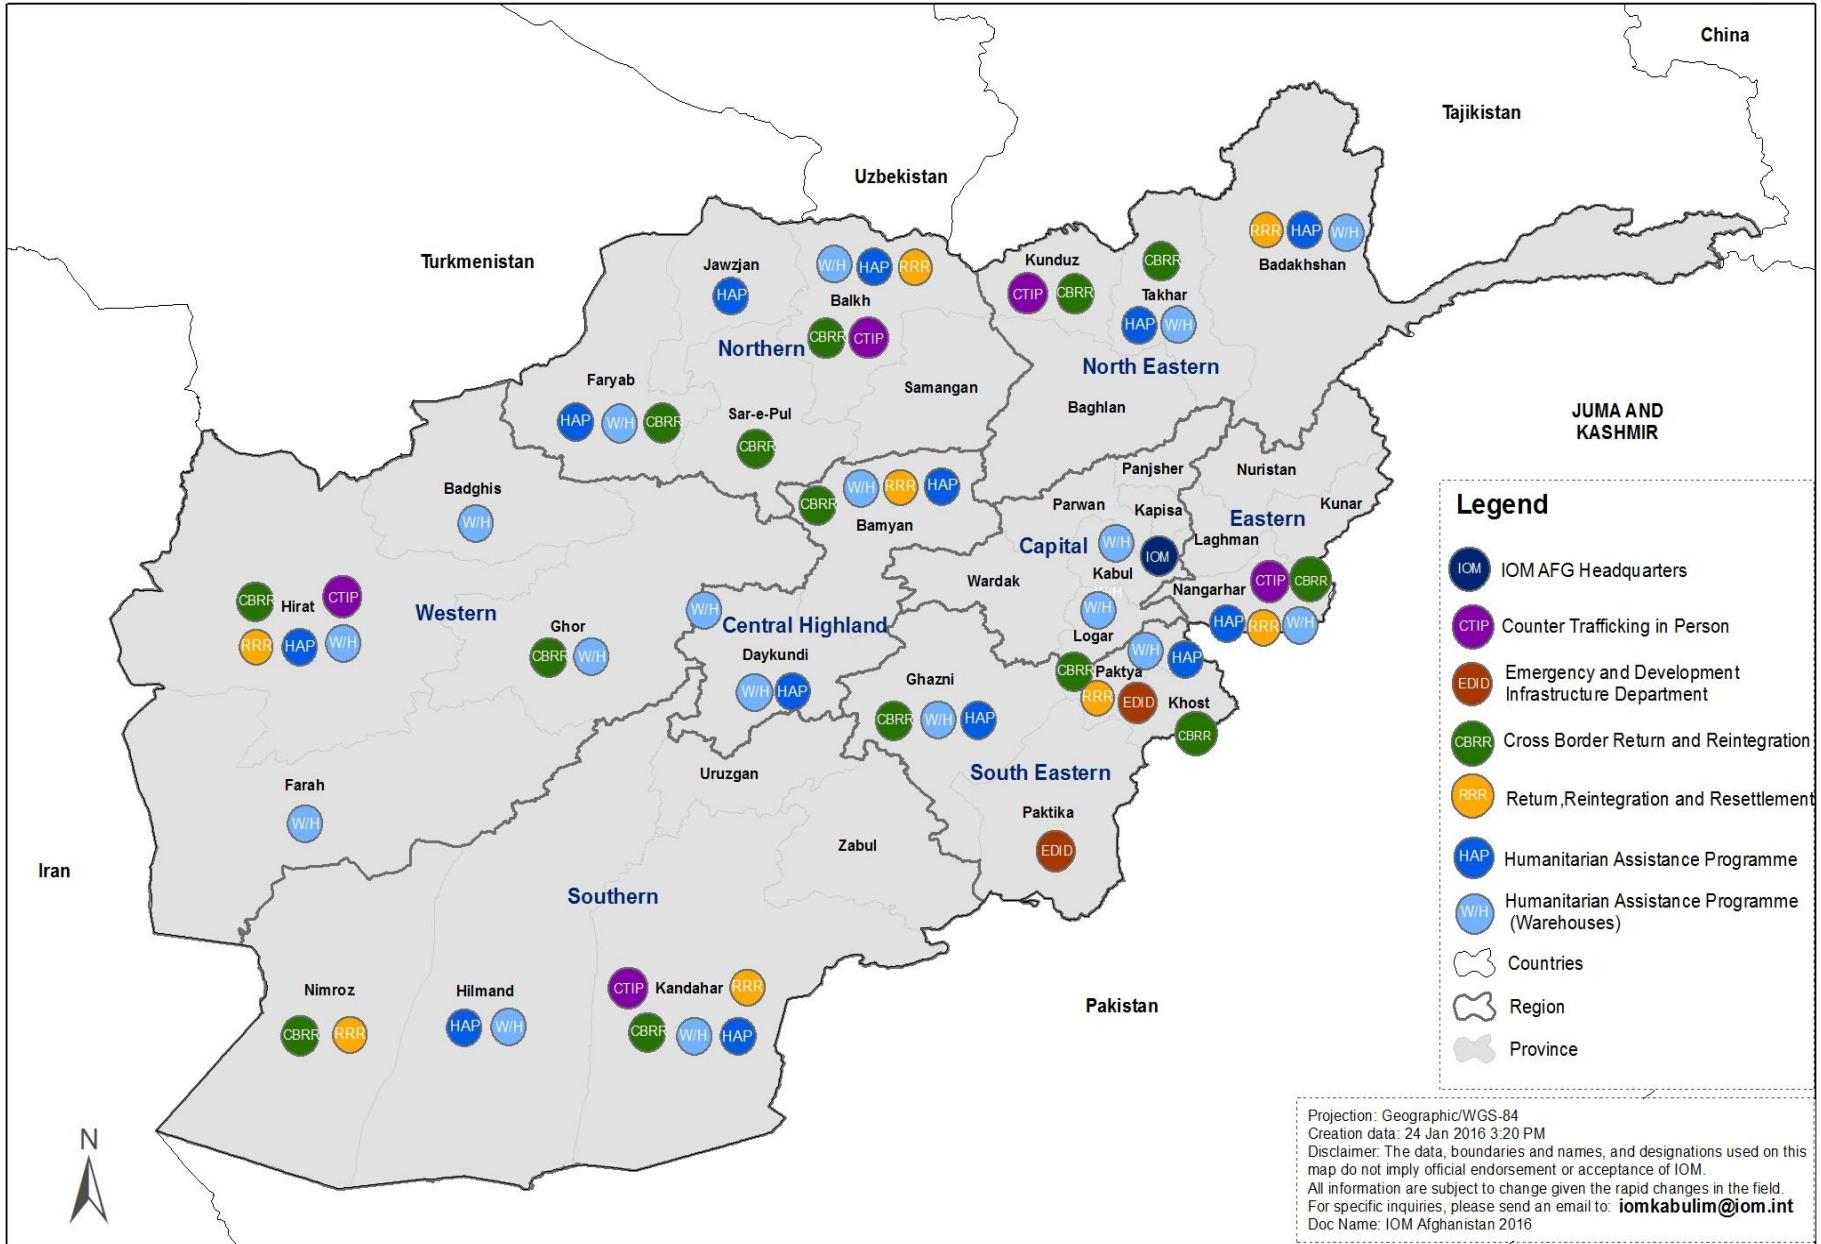 China
Tajikistan
Uzbekistan
Turkmenistan
RRR HAP W/H
Badakhshan
Kunduz
CBRR
CTIP CBRR
Takhar
HAP W/H
Jawzjan
HAP
W/H HAP RRR
Balkh
CBRR CTIP
Northern
North Eastern
Faryab
HAP W/H CBRR
Samangan
Sar-e-Pul
CBRR
Baghlan
JUMA AND
KASHMIR
Badghis
W/H
CBRR W/H RRR HAP
Bamyan
Panjsher
Parwan
Kapisa
Nuristan
Kunar
Eastern
Laghman
Capital
W/H IOM
Kabul
W/H
W/H
Wardak
Logar
Nangarhar
CTIP CBRR
HAP RRR W/H
CBRR
Hirat
CTIP
RRR HAP W/H
Western
Ghor
CBRR W/H
W/H
Central Highland
Daykundi
W/H HAP
Ghazni
CBRR W/H HAP
W/H HAP
CBRR
Paktya
RRR EDID
Khost
CBRR
South Eastern
Uruzgan
Farah
W/H
Paktika
EDID
Zabul
Iran
Southern
Nimroz
CBRR RRR
Hilmand
HAP W/H
CTIP Kandahar RRR
CBRR W/H HAP
Pakistan
N
Legend
IOM IOM AFG Headquarters
CTIP Counter Trafficking in Person
EDID Emergency and Development
Infrastructure Department
CBRR Cross Border Return and Reintegration
RRR Return,Reintegration and Resettlement
HAP Humanitarian Assistance Programme
W/H Humanitarian Assistance Programme
(Warehouses)
Countries
Region
Province
Projection: Geographic/WGS-84
Creation data: 24 Jan 2016 3:20 PM
Disclaimer: The data, boundaries and names, and designations used on this
map do not imply official endorsement or acceptance of IOM.
All information are subject to change given the rapid changes in the field.
For specific inquiries, please send an email to: iomkabulim@iom.int
Doc Name: IOM Afghanistan 2016